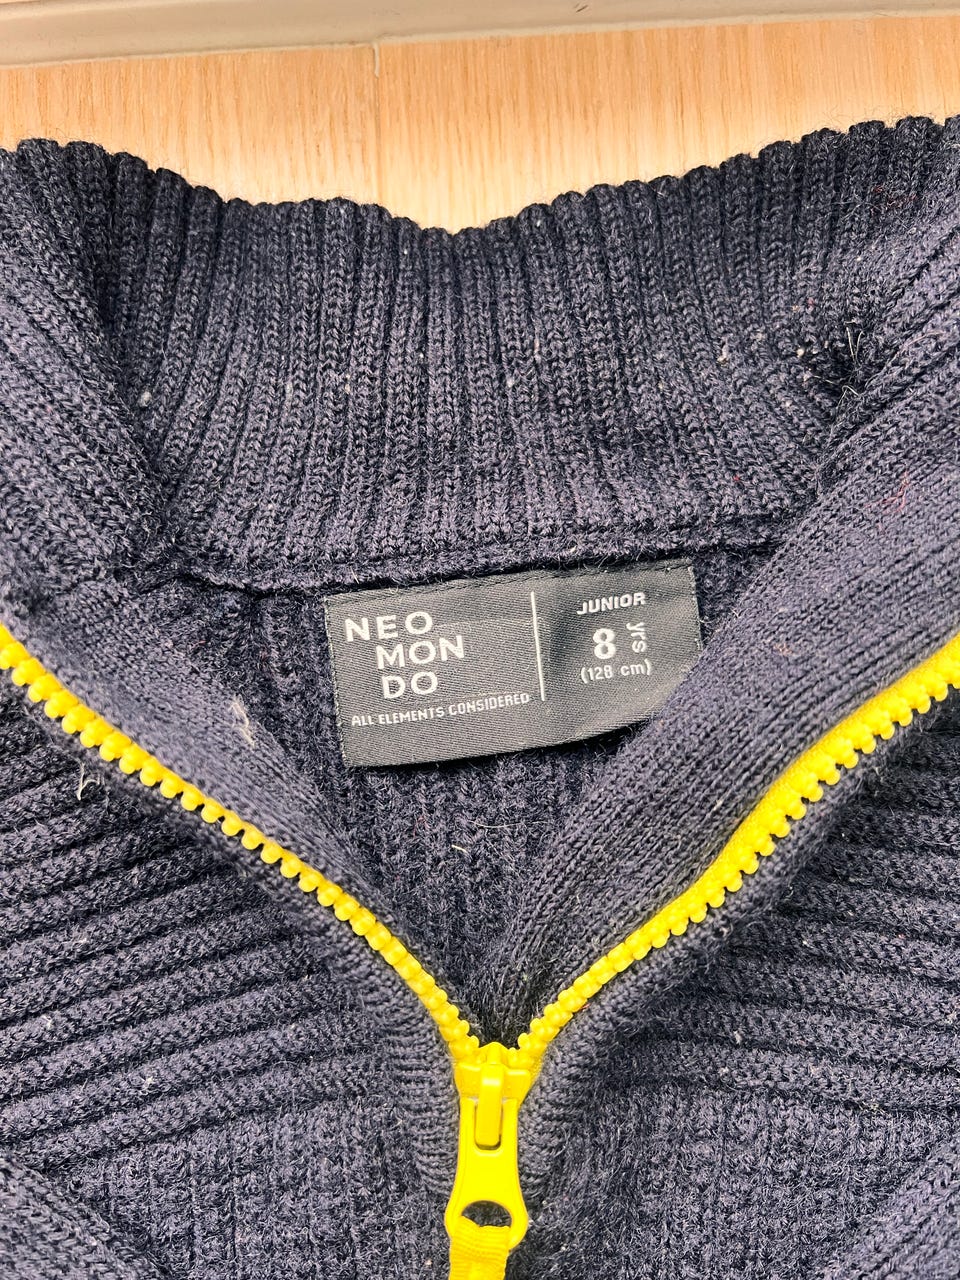 NEO
MON
DO
ALL ELEMENTS CONSIDERED
JUNIOR
8 yrs
(128 cm)